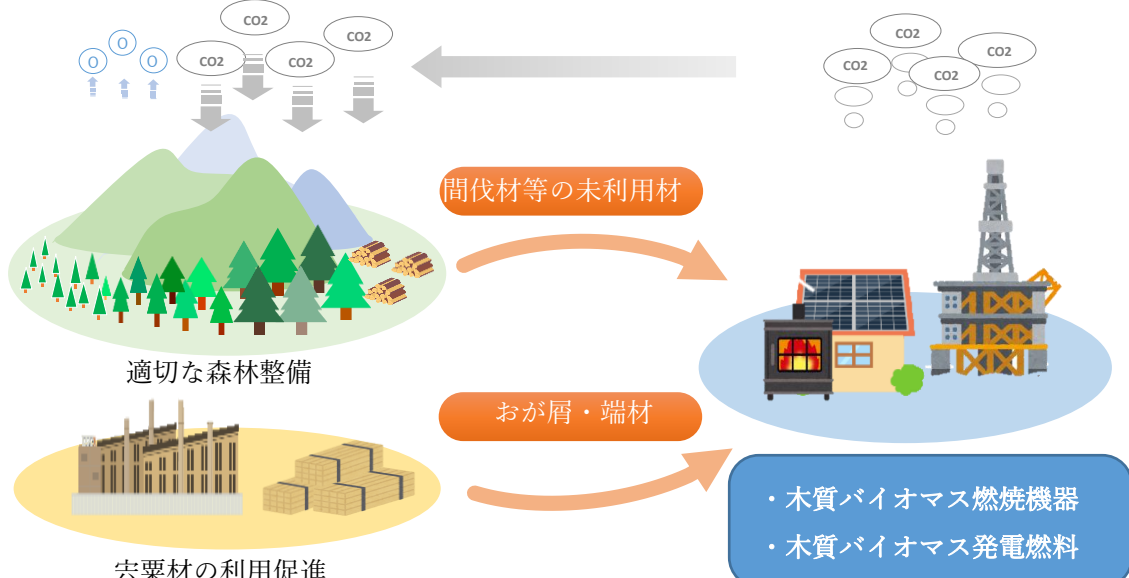 CO2
CO2
CO2
CO2
O
O
O
CO2
CO2
CO2
CO2
間伐材等の未利用材
適切な森林整備
おが屑・端材
・木質バイオマス燃焼機器
・木質バイオマス発電燃料
宍粟材の利用促進